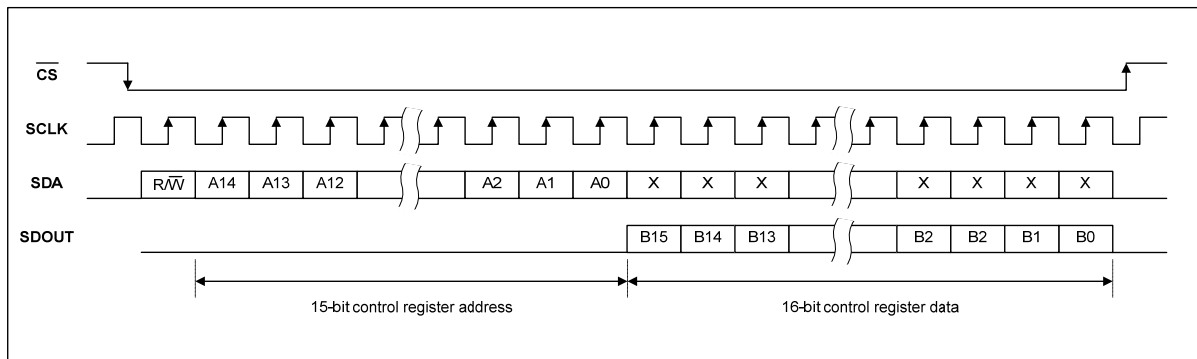 CS
SCLK
SDA R/W A14 A13 A12 A2 A1 A0 X X X X X X X
SDOUT B15 B14 B13 B2 B2 B1 B0
15-bit control register address 16-bit control register data